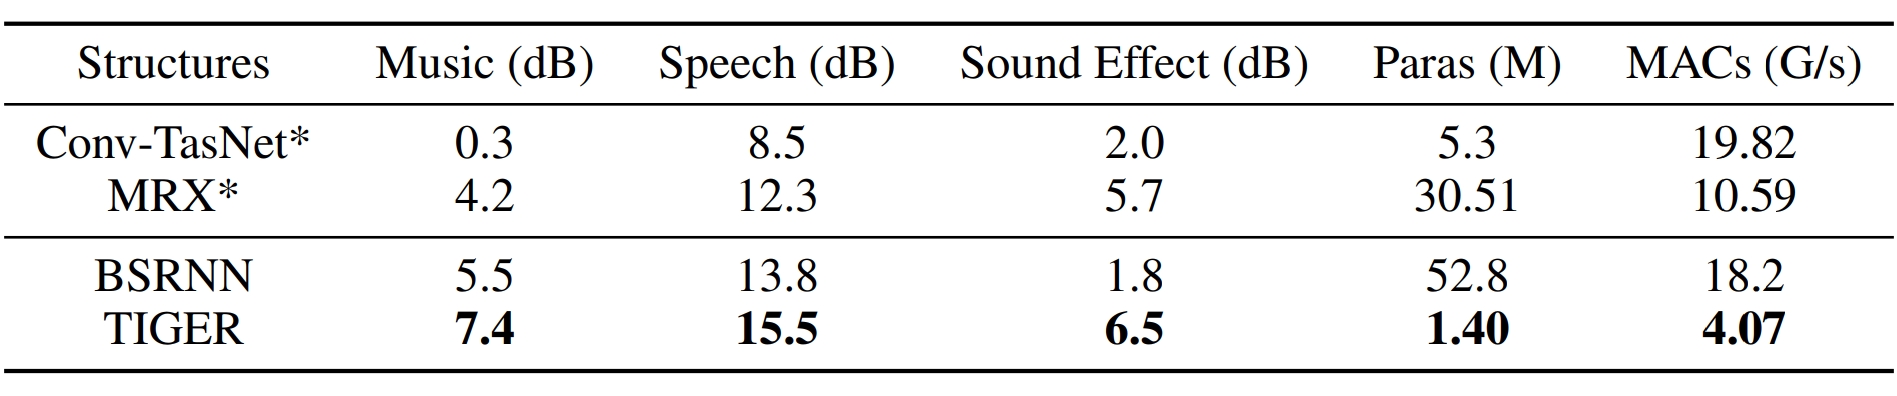 Structures Music (dB) Speech (dB) Sound Effect (dB) Paras (M) MACs (G/s)
Conv-TasNet* 0.3 8.5 2.0 5.3 19.82
MRX* 4.2 12.3 5.7 30.51 10.59
BSRNN 5.5 13.8 1.8 52.8 18.2
TIGER 7.4 15.5 6.5 1.40 4.07